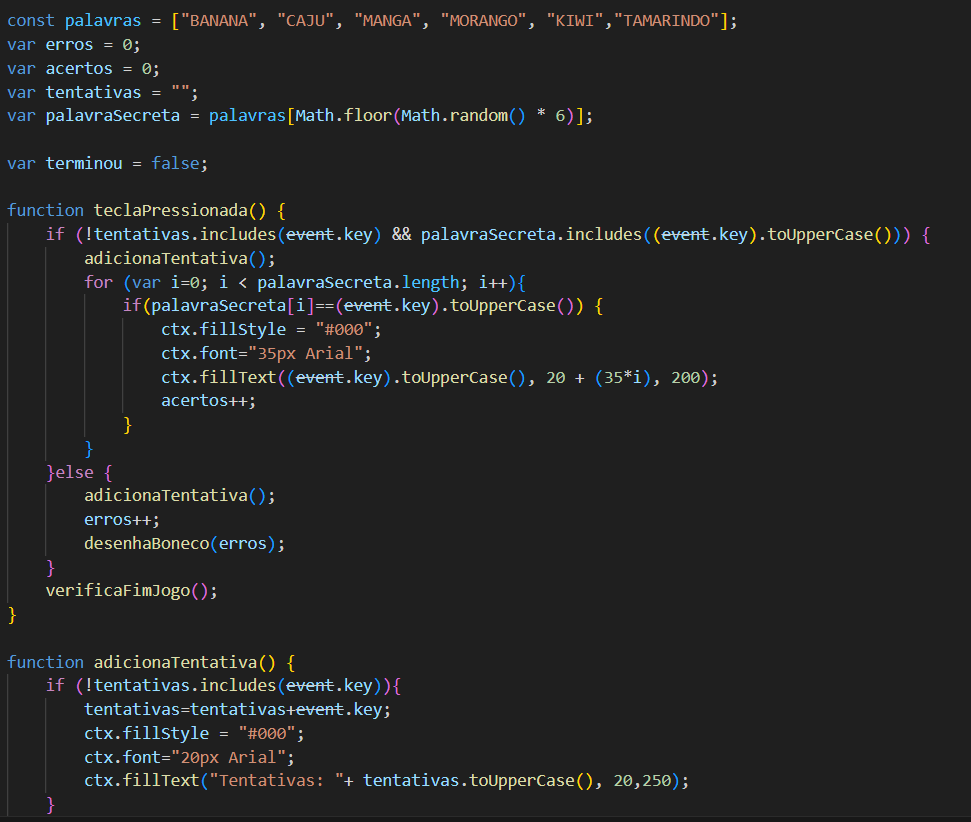 const palavras = ["BANANA", "CAJU", "MANGA", "MORANGO", "KIWI","TAMARINDO"];
var erros = 0;
var acertos = 0;
var tentativas = "";
var palavraSecreta = palavras[Math.floor(Math.random() * 6)];

var terminou = false;

function teclaPressionada() {
    if (!tentativas.includes(event.key) && palavraSecreta.includes((event.key).toUpperCase())) {
        adicionaTentativa();
        for (var i=0; i < palavraSecreta.length; i++){
            if(palavraSecreta[i]==(event.key).toUpperCase()) {
                ctx.fillStyle = "#000";
                ctx.font="35px Arial";
                ctx.fillText((event.key).toUpperCase(), 20 + (35*i), 200);
                acertos++;
            }
        }
    }else {
        adicionaTentativa();
        erros++;
        desenhaBoneco(erros);
    }
    verificaFimJogo();
}

function adicionaTentativa() {
    if (!tentativas.includes(event.key)){
        tentativas=tentativas+event.key;
        ctx.fillStyle = "#000";
        ctx.font="20px Arial";
        ctx.fillText("Tentativas: "+ tentativas.toUpperCase(), 20,250);
    }